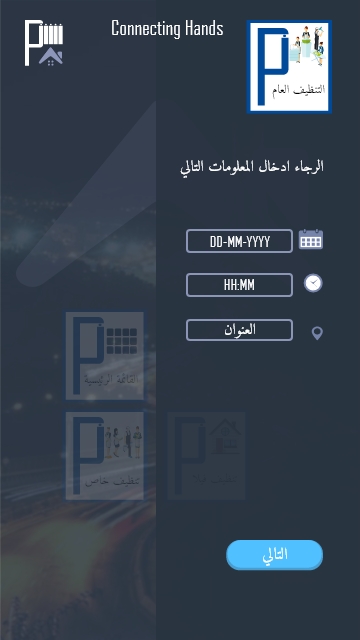 Connecting Hands
التنظيف العام
الرجاء ادخال المعلومات التالي
DD-MM-YYYY
HH:MM
العنوان
القائمة الرئيسية
تنظيف خاص
التالي